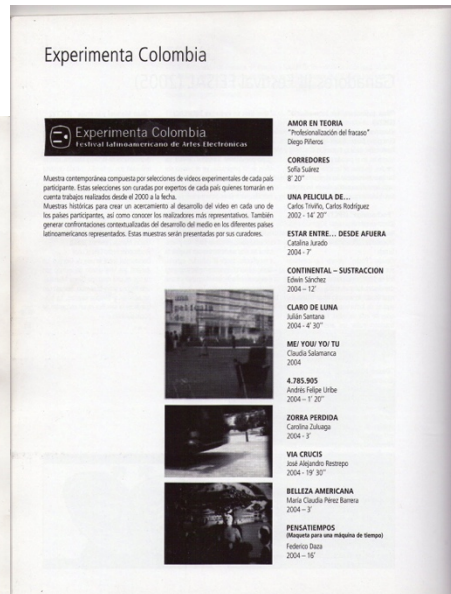 Experimenta Colombia
Experimenta Colombia
Festival Latinoamericano de Artes Electrónicas
Muestra contemporánea compuesta por selecciones de videos experimentales de cada país
participante. Estas selecciones son curadas por expertos de cada país quienes tomarán en
cuenta trabajos realizados desde el 2000 a la fecha.
Muestras históricas para crear un acercamiento al desarrollo del video en cada uno de
los países participantes, así como conocer los realizadores más representativos. También
generar confrontaciones contextualizadas del desarrollo del medio en los diferentes países
latinoamericanos representados. Estas muestras serán presentadas por sus curadores.
una
película
de
AMOR EN TEORIA
"Profesionalización del fracaso"
Diego Piñeros
CORREDORES
Sofía Suárez
8' 20"
UNA PELICULA DE...
Carlos Triviño, Carlos Rodríguez
2002 - 14' 20"
ESTAR ENTRE... DESDE AFUERA
Catalina Jurado
2004 - 7'
CONTINENTAL – SUSTRACCION
Edwin Sánchez
2004 – 12'
CLARO DE LUNA
Julián Santana
2004 - 4' 30"
ME/ YOU/ YO/ TU
Claudia Salamanca
2004
4.785.905
Andrés Felipe Uribe
2004 – 1' 20"
ZORRA PERDIDA
Carolina Zuluaga
2004 - 3'
VIA CRUCIS
José Alejandro Restrepo
2004 - 19' 30"
BELLEZA AMERICANA
María Claudia Pérez Barrera
2004 – 3'
PENSATIEMPOS
(Maqueta para una máquina de tiempo)
Federico Daza
2004 – 16'